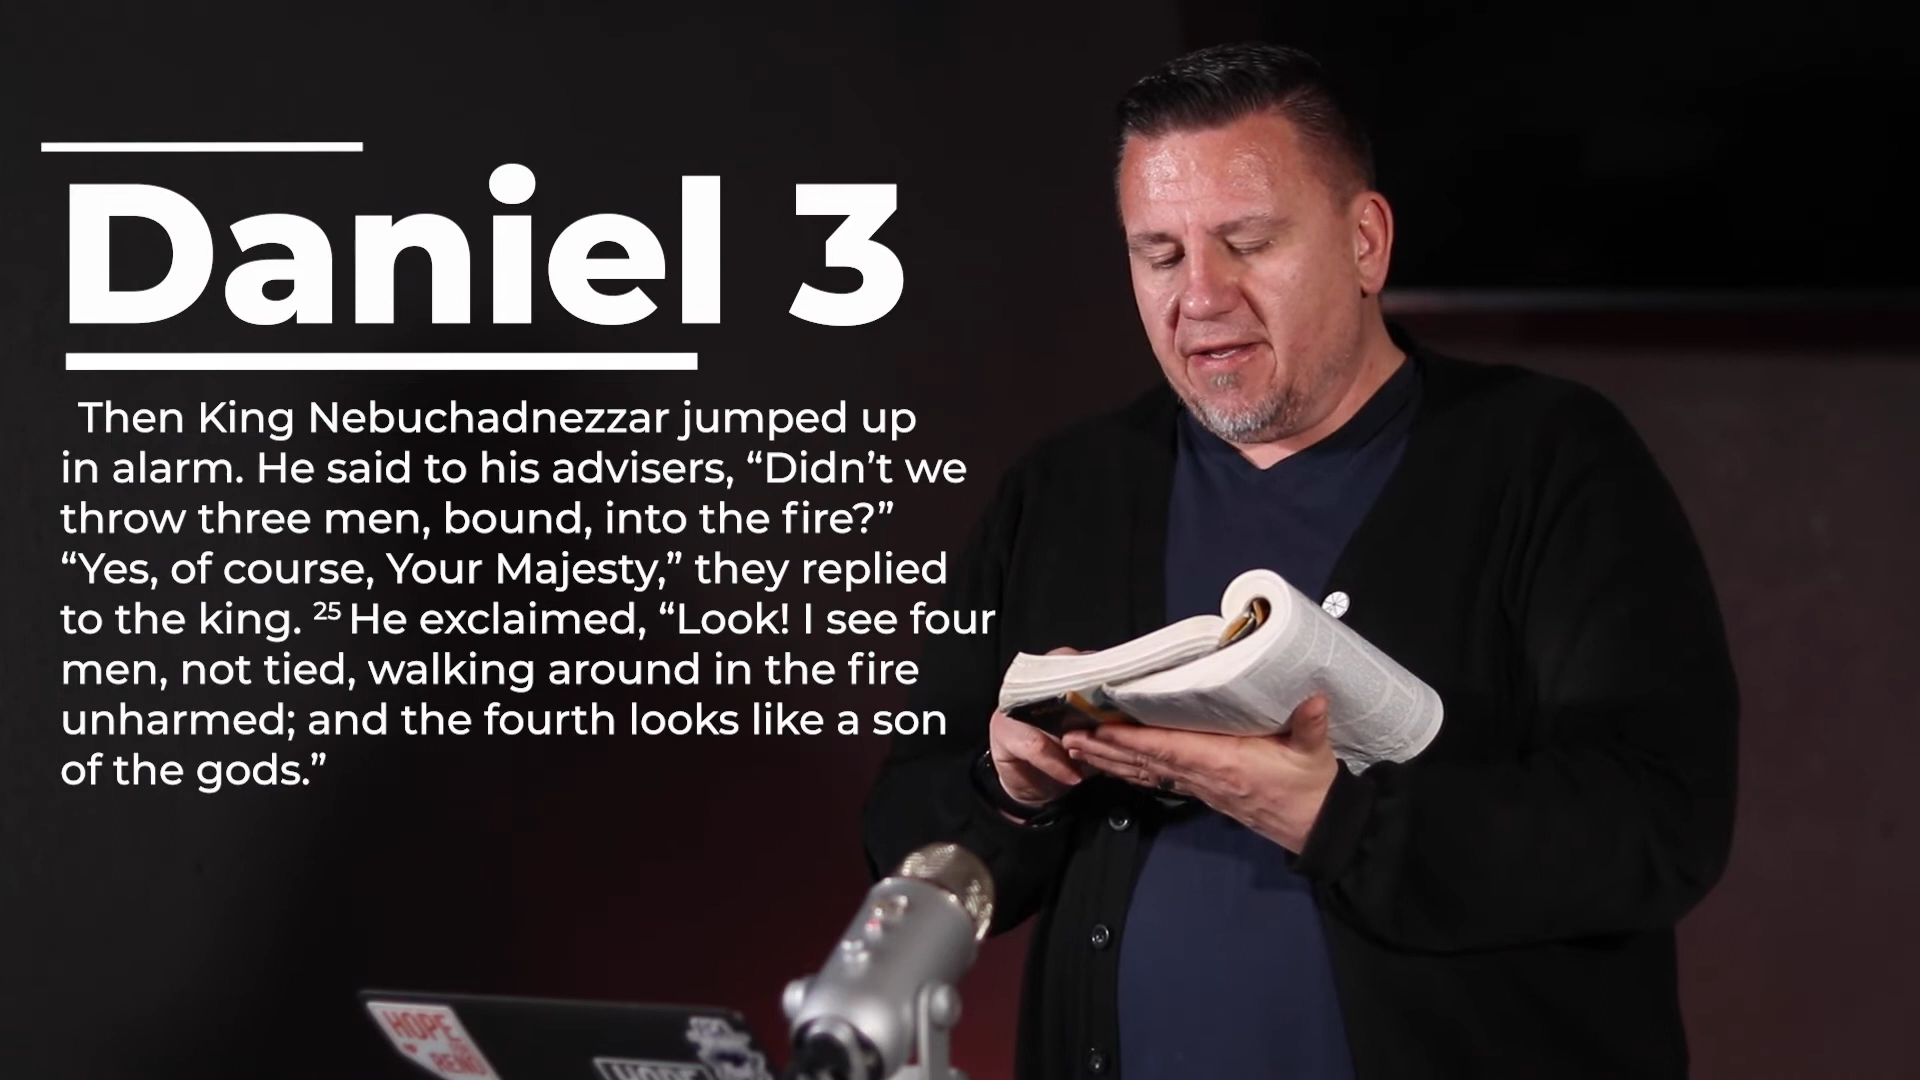 Daniel 3
Then King Nebuchadnezzar jumped up
in alarm. He said to his advisers, “Didn’t we
throw three men, bound, into the fire?”
“Yes, of course, Your Majesty,” they replied
to the king. 25 He exclaimed, “Look! I see four
men, not tied, walking around in the fire
unharmed; and the fourth looks like a son
of the gods.”
HOPE
RENO
HOPE